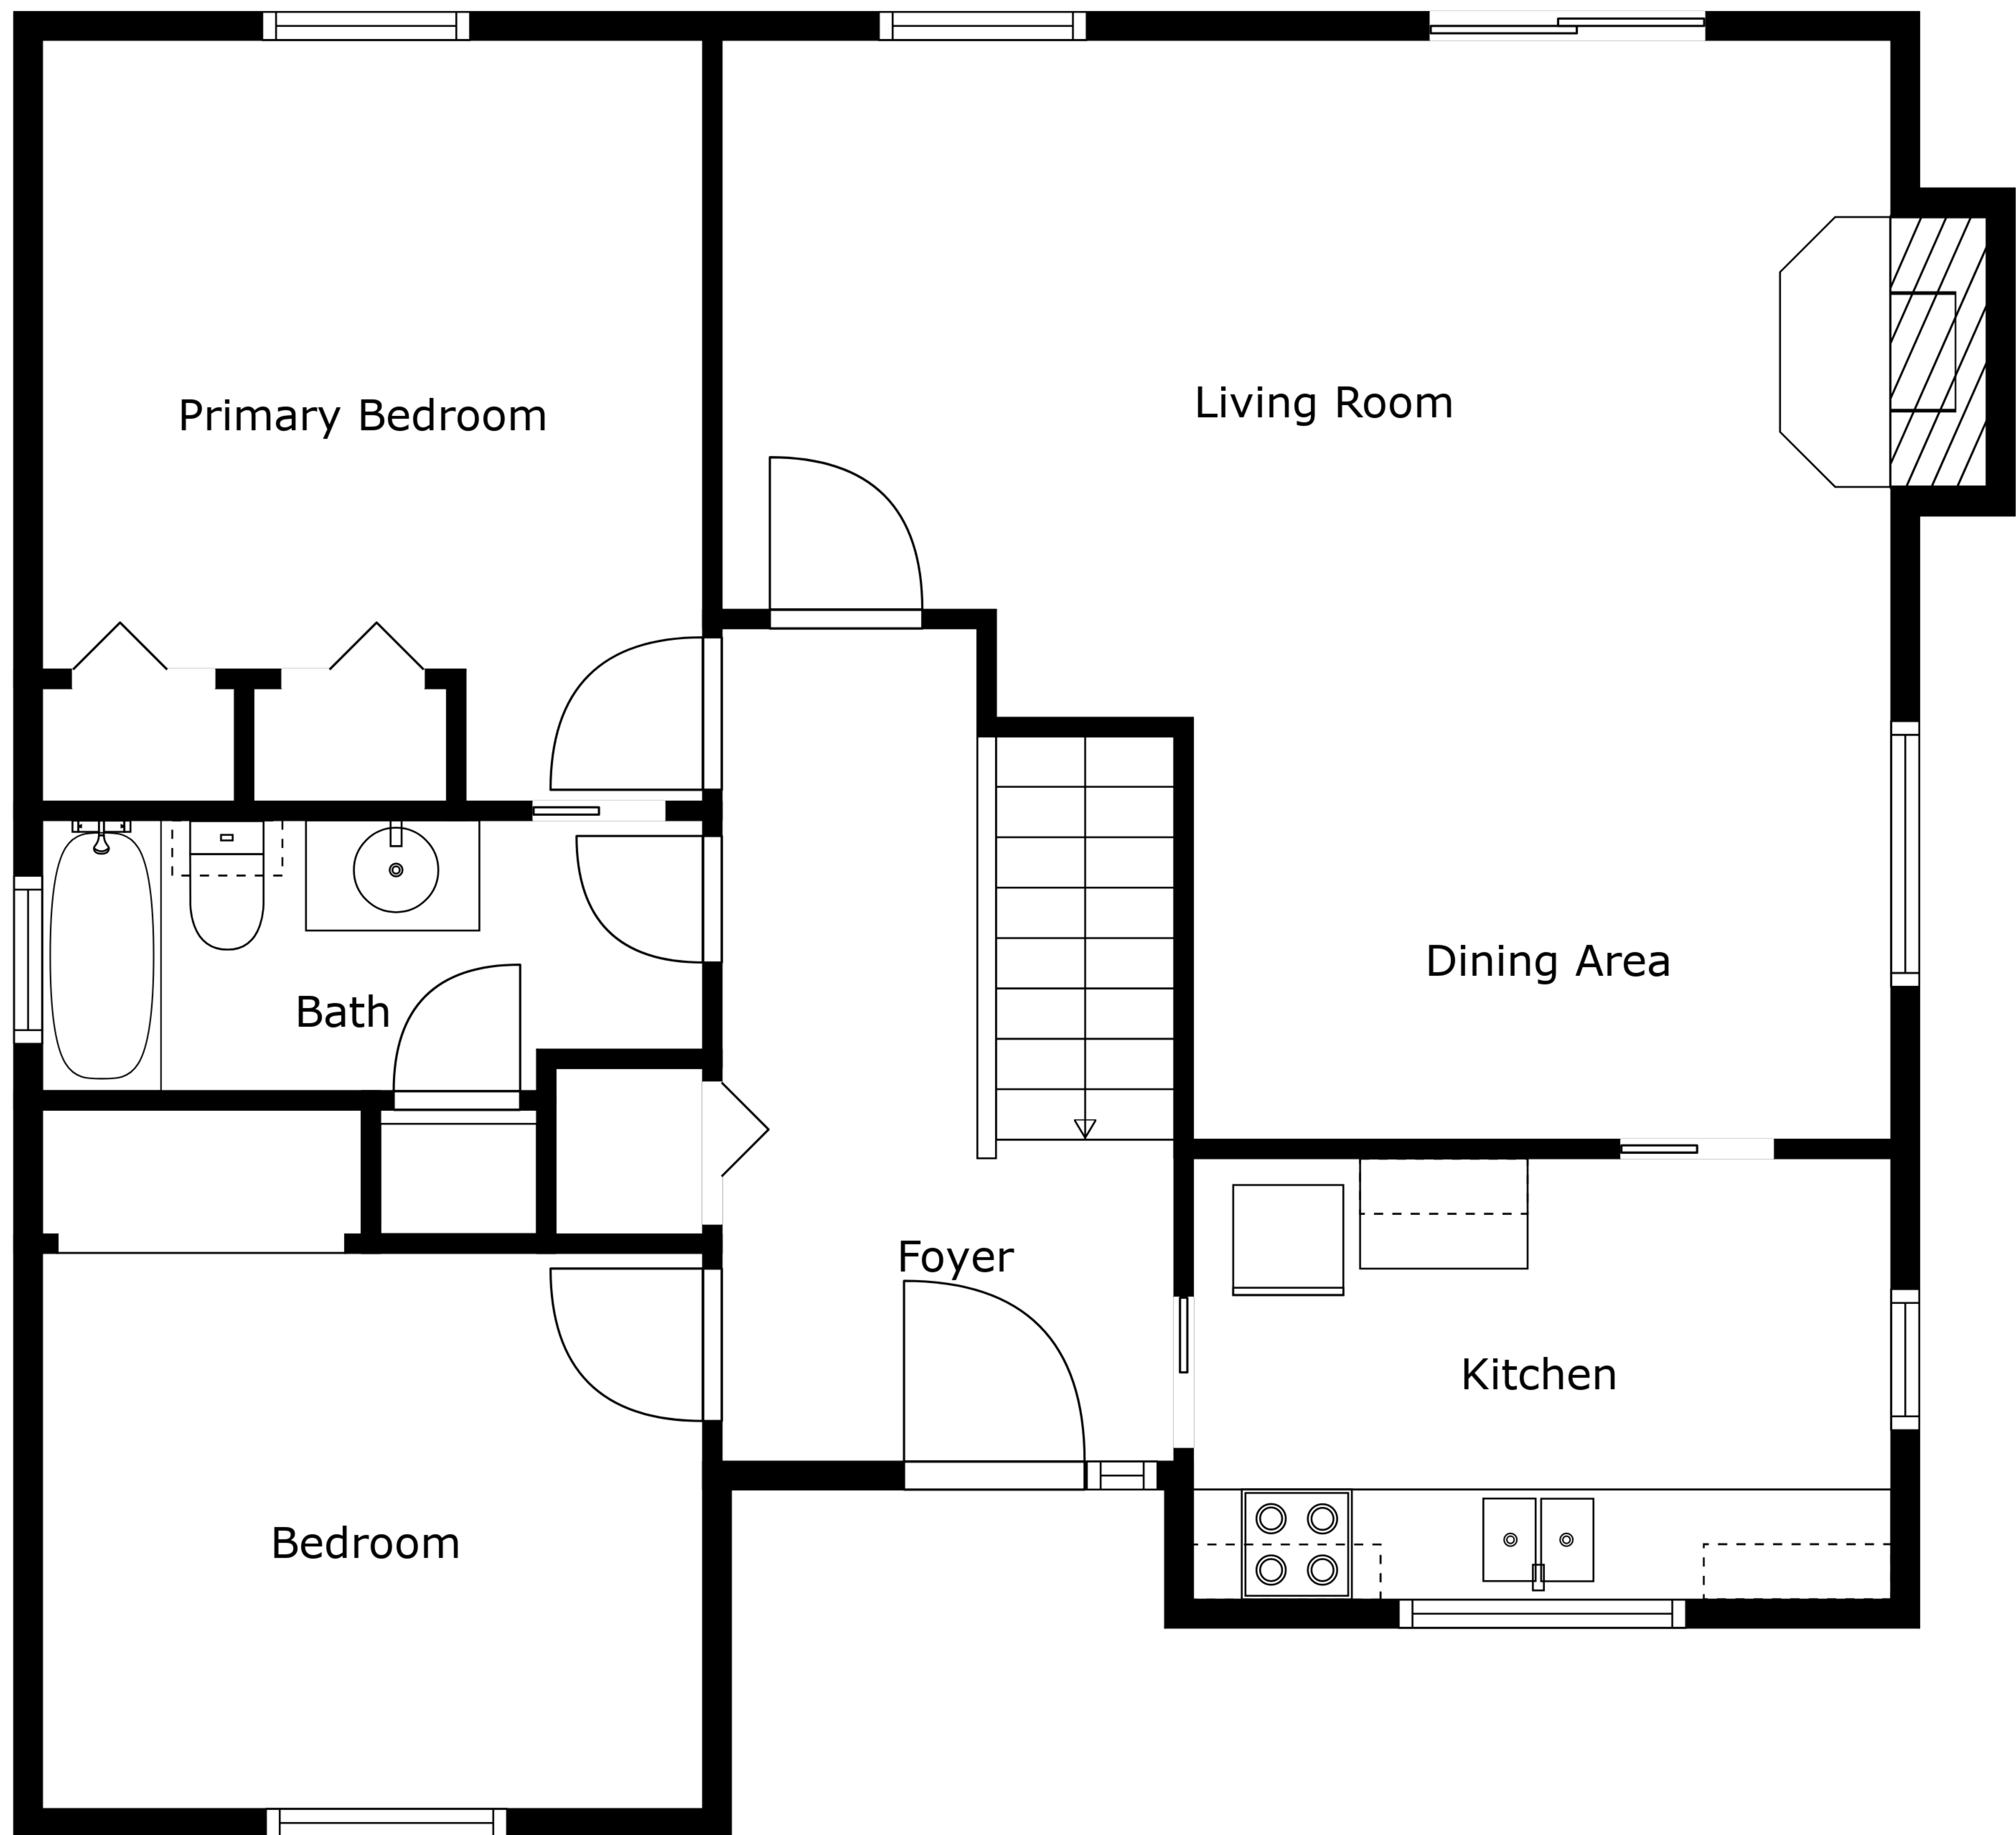 Primary Bedroom
Living Room
Dining Area
Bath
Foyer
Kitchen
Bedroom